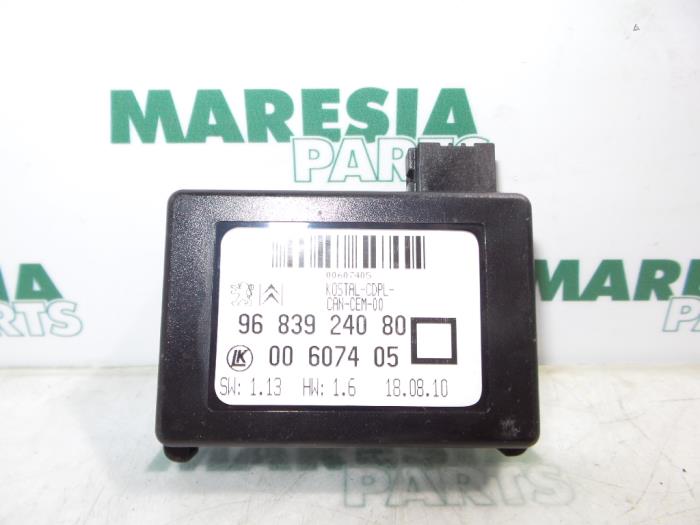 MARESIA
PARTS
MARESIA
PARTS
MARESIA
PARTS
00607405
KOSTAL-CDPL-
CAN-CEM-00
96 839 240 80
LK 00 6074 05
SW: 1.13 HW: 1.6 18.08.10